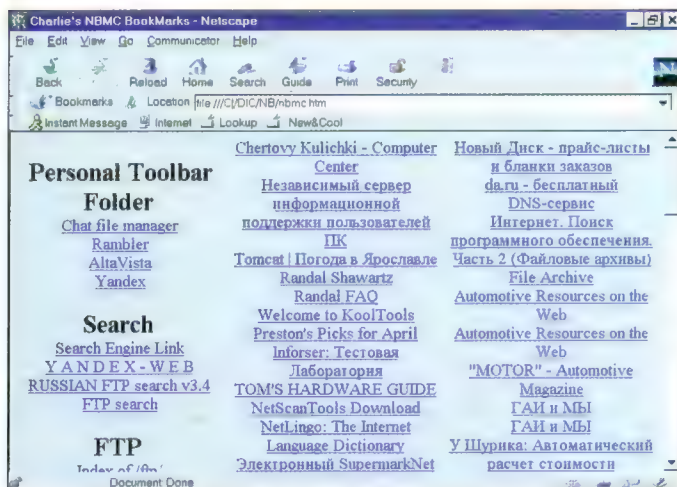 Charlie's NBMC BookMarks - Netscape
File Edit View Go Communicator Help
Back Reload Home Search Guide Print Security
Bookmarks Location file:///C|/DIC/NB/nbmc.htm
Instant Message Internet Lookup New&Cool
Personal Toolbar
Folder
Chat file manager
Rambler
AltaVista
Yandex
Search
Search Engine Link
Y A N D E X - W E B
RUSSIAN FTP search v3.4
FTP search
FTP
Index of /ftp/
Chertovy Kulichki - Computer
Center
Независимый сервер
информационной
поддержки пользователей
ПК
Tomcat | Погода в Ярославле
Randal Shawartz
Randal FAQ
Welcome to KoolTools
Preston's Picks for April
Inforser: Тестовая
Лаборатория
TOM'S HARDWARE GUIDE
NetScanTools Download
NetLingo: The Internet
Language Dictionary
Электронный SupermarkNet
Новый Диск - прайс-листы
и бланки заказов
da.ru - бесплатный
DNS-сервис
Интернет. Поиск
программного обеспечения.
Часть 2 (Файловые архивы)
File Archive
Automotive Resources on the
Web
Automotive Resources on the
Web
"MOTOR" - Automotive
Magazine
ГАИ и МЫ
ГАИ и МЫ
У Шурика: Автоматический
расчет стоимости
Document Done